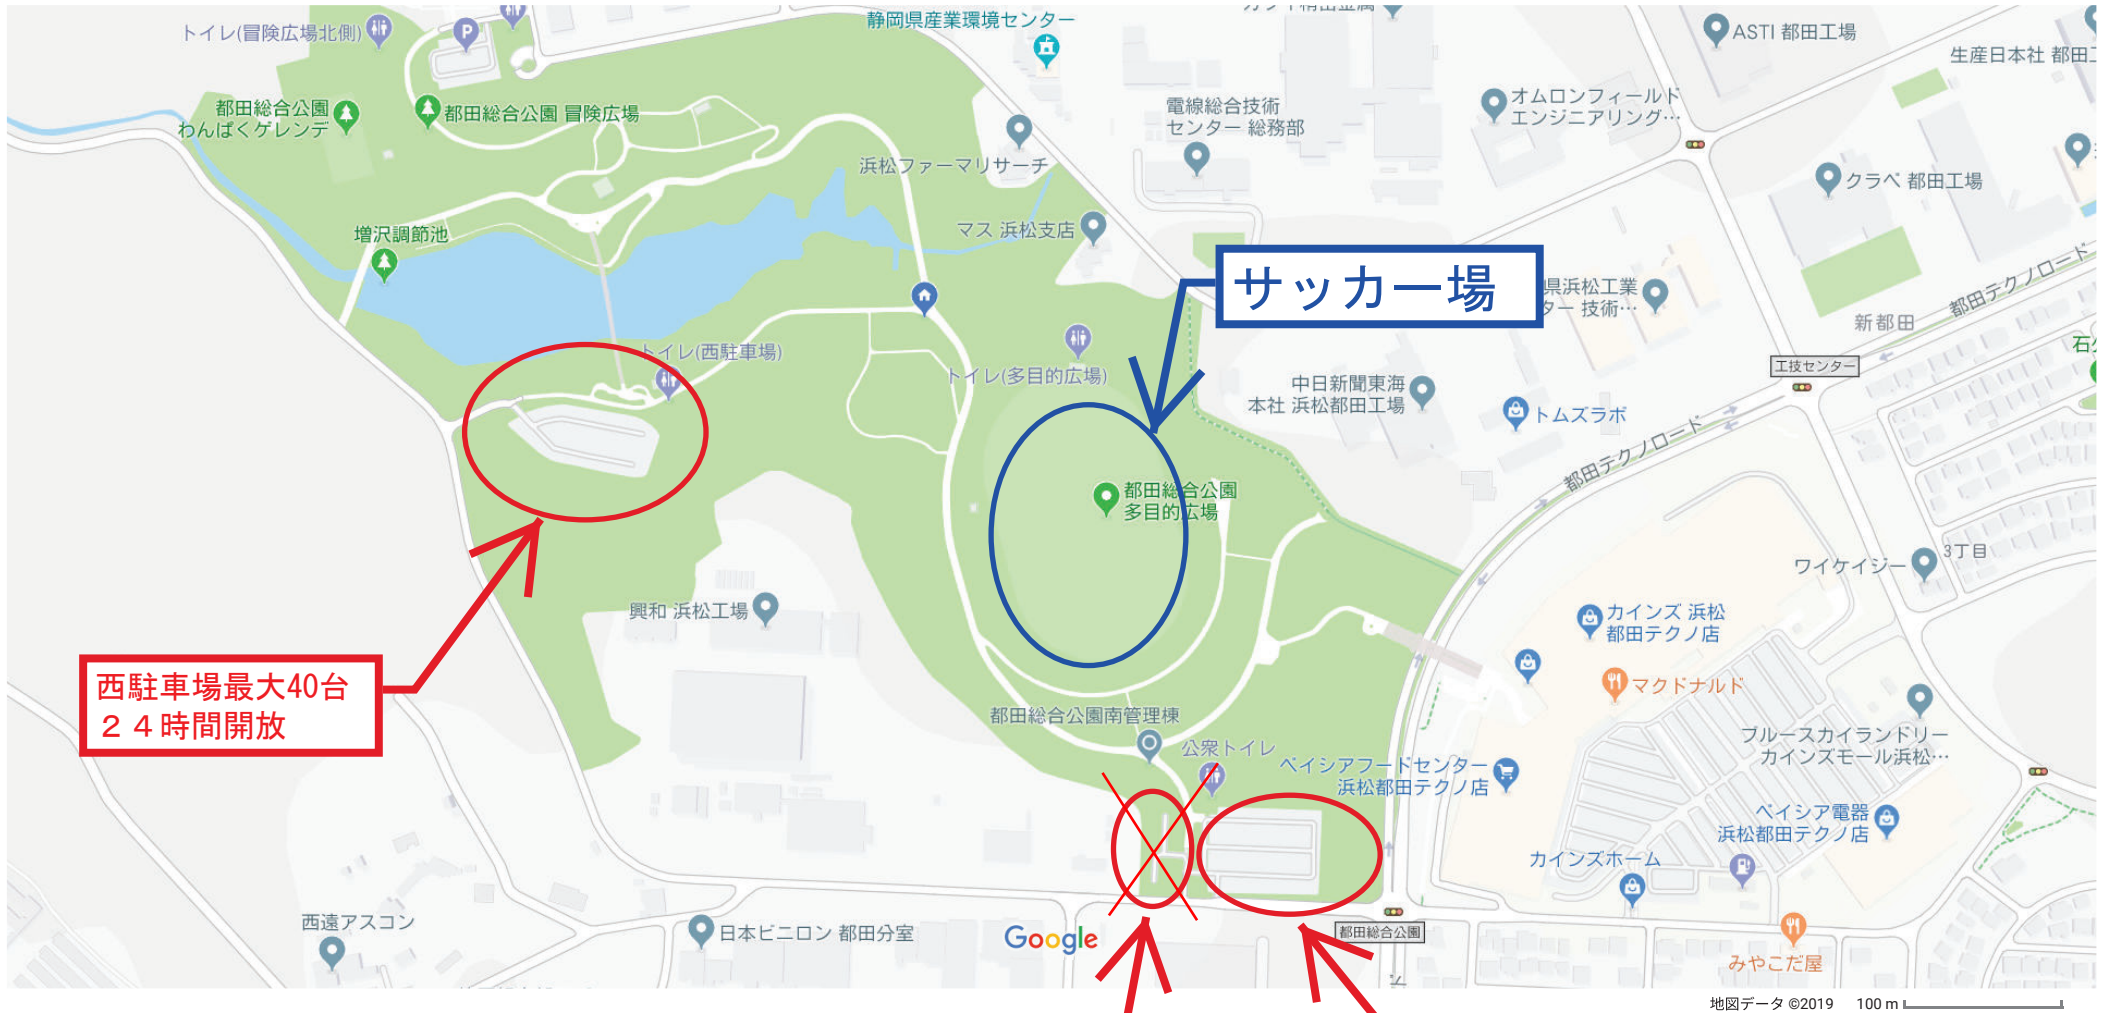 トイレ(冒険広場北側)
P
静岡県産業環境センター
ASTI 都田工場
生産日本社 都田工
都田総合公園
わんぱくゲレンデ
都田総合公園 冒険広場
電線総合技術
センター 総務部
オムロンフィールド
エンジニアリング…
浜松ファーマリサーチ
クラベ 都田工場
増沢調節池
マス 浜松支店
サッカー場
県浜松工業
ター 技術…
都田テクノロード
新都田
石
工技センター
トイレ(西駐車場)
トイレ(多目的広場)
中日新聞東海
本社 浜松都田工場
トムズラボ
都田テクノロード
都田総合公園
多目的広場
3丁目
ワイケイジー
興和 浜松工場
カインズ 浜松
都田テクノ店
マクドナルド
西駐車場最大40台
24時間開放
都田総合公園南管理棟
公衆トイレ
ベイシアフードセンター
浜松都田テクノ店
ブルースカイランドリー
カインズモール浜松…
ベイシア電器
浜松都田テクノ店
カインズホーム
西遠アスコン
日本ビニロン 都田分室
Google
都田総合公園
みやこだ屋
地図データ ©2019
100 m